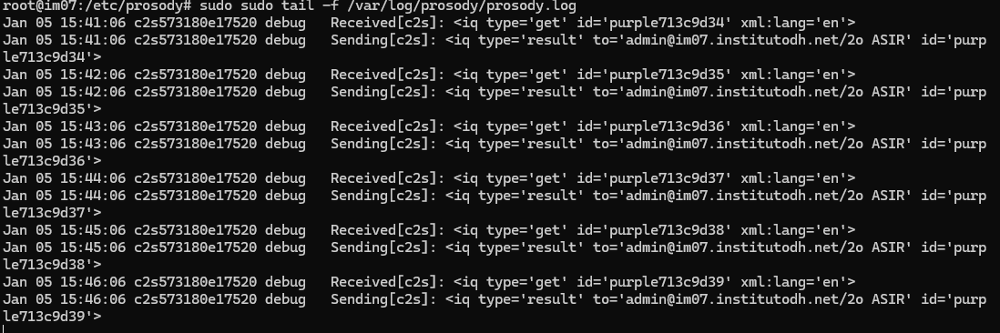 root@im07:/etc/prosody# sudo sudo tail -f /var/log/prosody/prosody.log
Jan 05 15:41:06 c2s573180e17520 debug   Received[c2s]: <iq type='get' id='purple713c9d34' xml:lang='en'>
Jan 05 15:41:06 c2s573180e17520 debug   Sending[c2s]: <iq type='result' to='admin@im07.institutodh.net/2o ASIR' id='purp
le713c9d34'>
Jan 05 15:42:06 c2s573180e17520 debug   Received[c2s]: <iq type='get' id='purple713c9d35' xml:lang='en'>
Jan 05 15:42:06 c2s573180e17520 debug   Sending[c2s]: <iq type='result' to='admin@im07.institutodh.net/2o ASIR' id='purp
le713c9d35'>
Jan 05 15:43:06 c2s573180e17520 debug   Received[c2s]: <iq type='get' id='purple713c9d36' xml:lang='en'>
Jan 05 15:43:06 c2s573180e17520 debug   Sending[c2s]: <iq type='result' to='admin@im07.institutodh.net/2o ASIR' id='purp
le713c9d36'>
Jan 05 15:44:06 c2s573180e17520 debug   Received[c2s]: <iq type='get' id='purple713c9d37' xml:lang='en'>
Jan 05 15:44:06 c2s573180e17520 debug   Sending[c2s]: <iq type='result' to='admin@im07.institutodh.net/2o ASIR' id='purp
le713c9d37'>
Jan 05 15:45:06 c2s573180e17520 debug   Received[c2s]: <iq type='get' id='purple713c9d38' xml:lang='en'>
Jan 05 15:45:06 c2s573180e17520 debug   Sending[c2s]: <iq type='result' to='admin@im07.institutodh.net/2o ASIR' id='purp
le713c9d38'>
Jan 05 15:46:06 c2s573180e17520 debug   Received[c2s]: <iq type='get' id='purple713c9d39' xml:lang='en'>
Jan 05 15:46:06 c2s573180e17520 debug   Sending[c2s]: <iq type='result' to='admin@im07.institutodh.net/2o ASIR' id='purp
le713c9d39'>